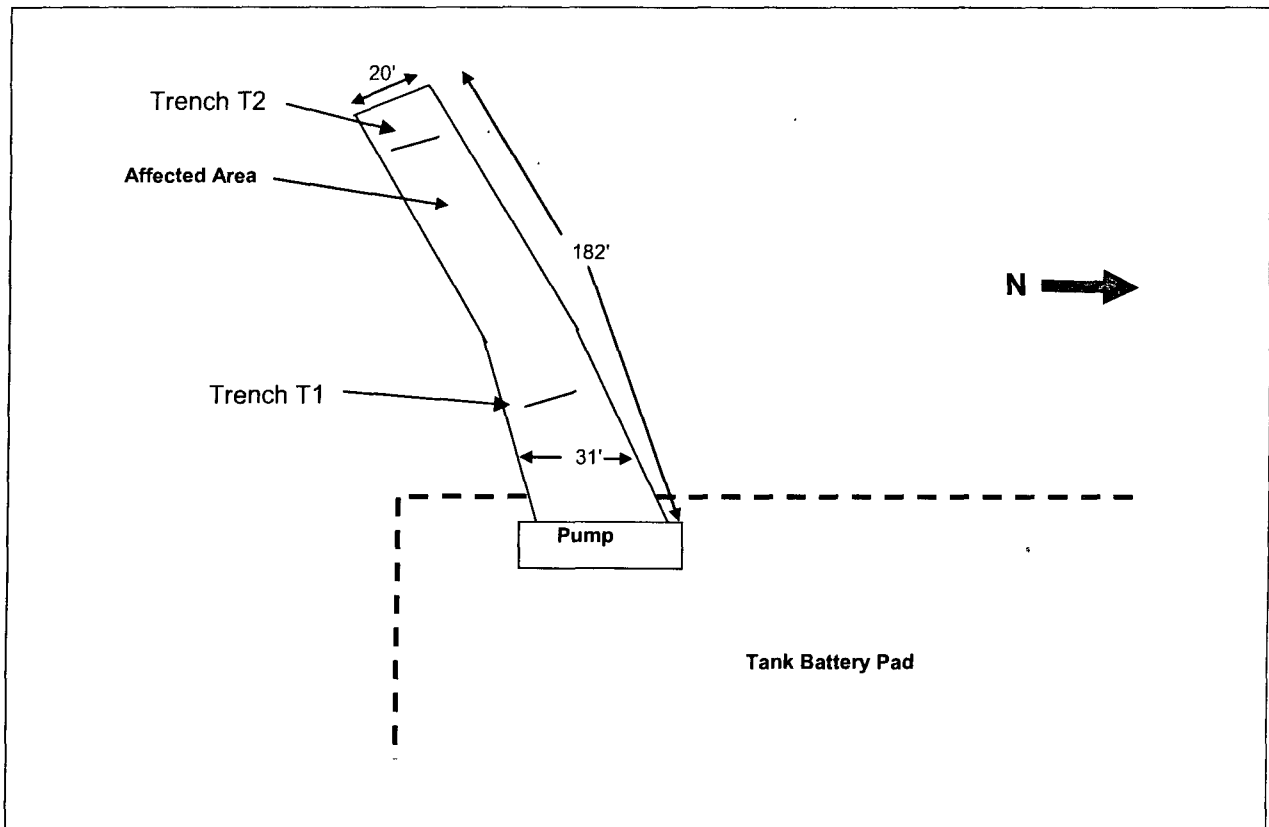 20'
Trench T2
Affected Area
182'
N
Trench T1
31'
Pump
Tank Battery Pad